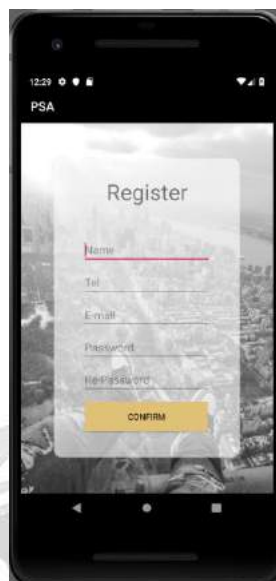 12:29
PSA
Register
Name
Tel
E-mail
Password
Re-Password
CONFIRM